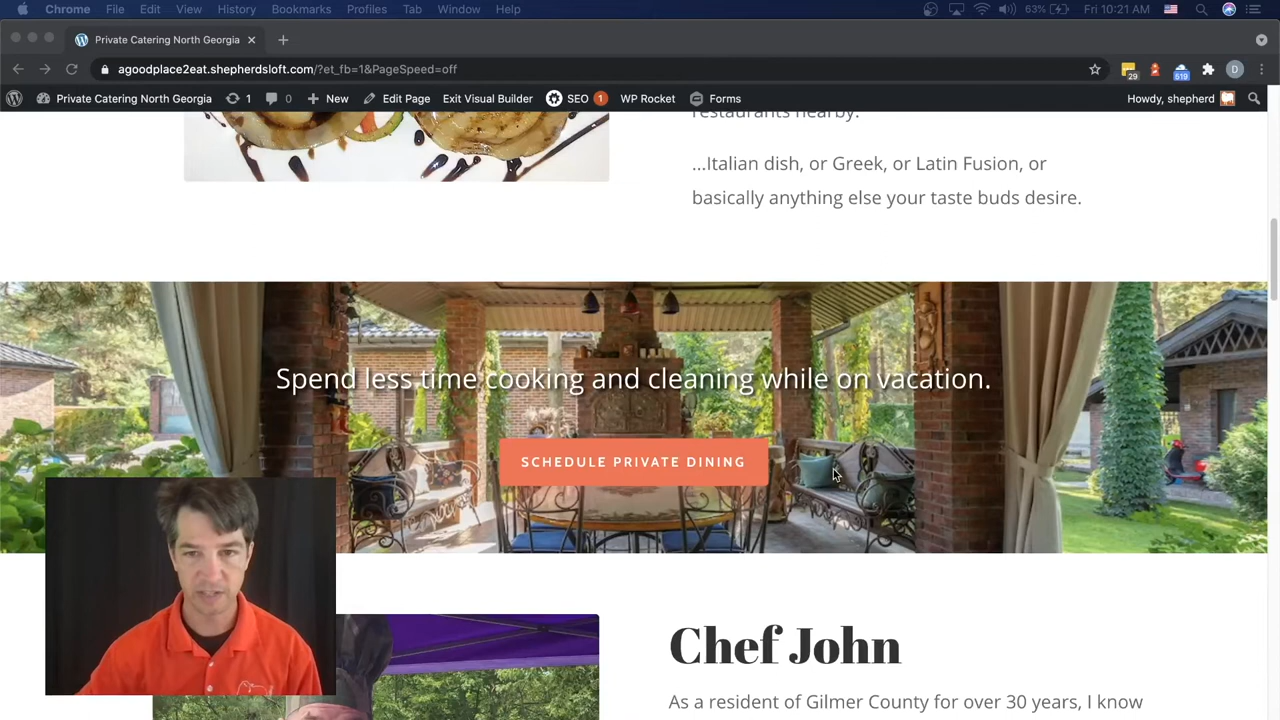 Chrome File Edit View History Bookmarks Profiles Tab Window Help 63% Fri 10:21 AM
Private Catering North Georgia
agoodplace2eat.shepherdsloft.com/?et_fb=1&PageSpeed=off 29 519 D
Private Catering North Georgia 1 0 New Edit Page Exit Visual Builder SEO 1 WP Rocket Forms Howdy, shepherd
restaurants nearby.
...Italian dish, or Greek, or Latin Fusion, or
basically anything else your taste buds desire.
Spend less time cooking and cleaning while on vacation.
SCHEDULE PRIVATE DINING
Chef John
As a resident of Gilmer County for over 30 years, I know